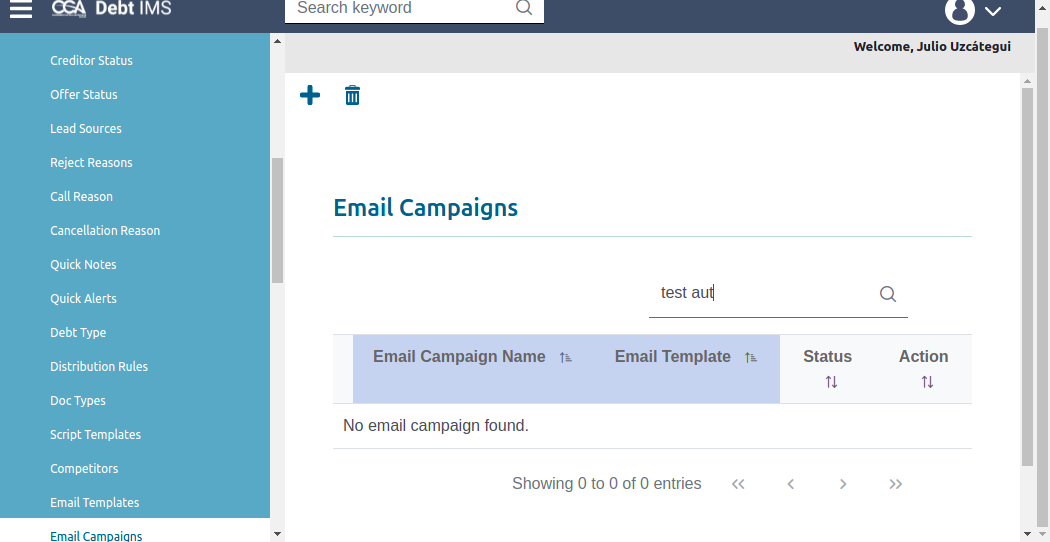 CGA Debt IMS
Search keyword
Welcome, Julio Uzcátegui
Creditor Status
Offer Status
Lead Sources
Reject Reasons
Call Reason
Cancellation Reason
Quick Notes
Quick Alerts
Debt Type
Distribution Rules
Doc Types
Script Templates
Competitors
Email Templates
Email Campaigns
Email Campaigns
test aut
Email Campaign Name Email Template Status Action
No email campaign found.
Showing 0 to 0 of 0 entries